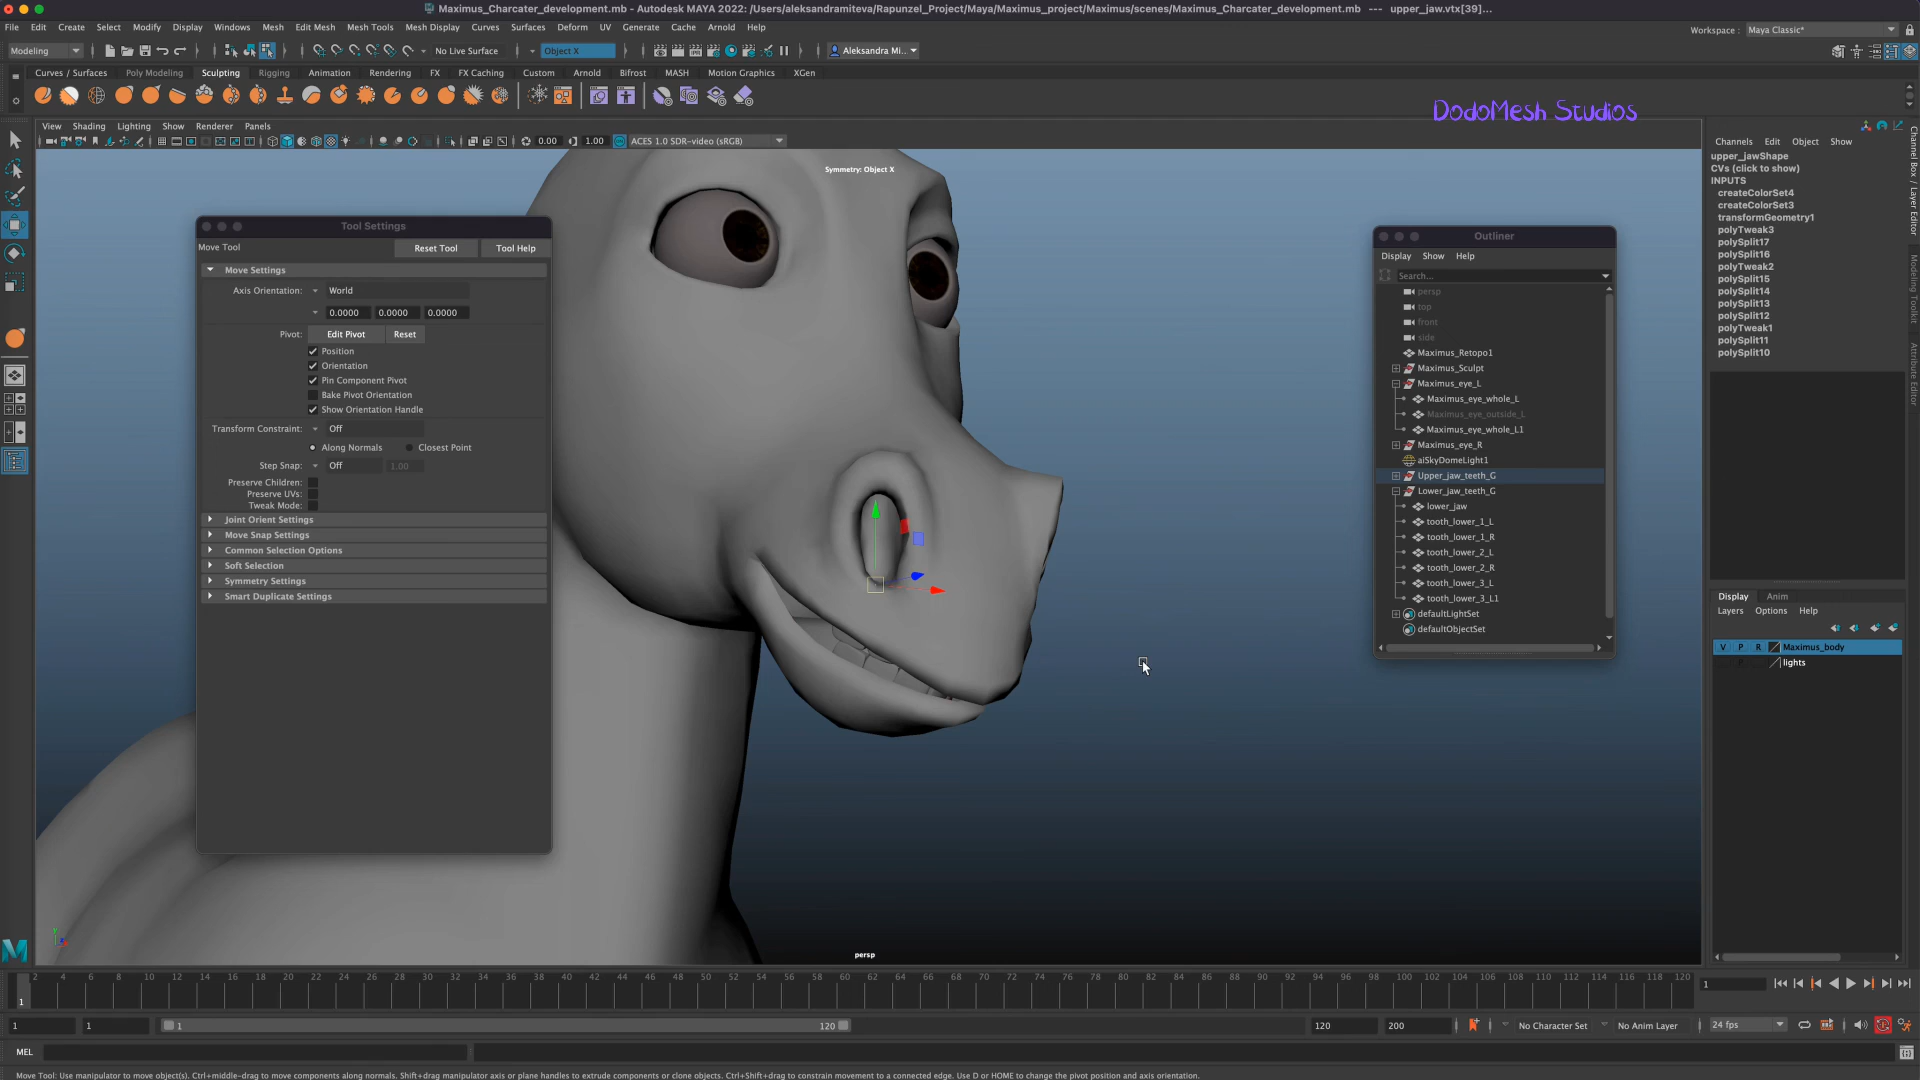 Maximus_Charcater_development.mb - Autodesk MAYA 2022: /Users/aleksandramiteva/Rapunzel_Project/Maya/Maximus_project/Maximus/scenes/Maximus_Charcater_development.mb --- upper_jaw.vtx[39]...
File Edit Create Select Modify Display Windows Mesh Edit Mesh Mesh Tools Mesh Display Curves Surfaces Deform UV Generate Cache Arnold Help
Workspace : Maya Classic*
Modeling
No Live Surface
Object X
Aleksandra Mi...
Curves / Surfaces Poly Modeling Sculpting Rigging Animation Rendering FX FX Caching Custom Arnold Bifrost MASH Motion Graphics XGen
DodoMesh Studios
View Shading Lighting Show Renderer Panels
0.00 1.00 ACES 1.0 SDR-video (sRGB)
Symmetry: Object X
Tool Settings
Move Tool Reset Tool Tool Help
Move Settings
Axis Orientation: World
0.0000 0.0000 0.0000
Pivot: Edit Pivot Reset
Position
Orientation
Pin Component Pivot
Bake Pivot Orientation
Show Orientation Handle
Transform Constraint: Off
Along Normals Closest Point
Step Snap: Off 1.00
Preserve Children:
Preserve UVs:
Tweak Mode:
Joint Orient Settings
Move Snap Settings
Common Selection Options
Soft Selection
Symmetry Settings
Smart Duplicate Settings
Outliner
Display Show Help
Search...
persp
top
front
side
Maximus_Retopo1
Maximus_Sculpt
Maximus_eye_L
Maximus_eye_whole_L
Maximus_eye_outside_L
Maximus_eye_whole_L1
Maximus_eye_R
aiSkyDomeLight1
Upper_jaw_teeth_G
Lower_jaw_teeth_G
lower_jaw
tooth_lower_1_L
tooth_lower_1_R
tooth_lower_2_L
tooth_lower_2_R
tooth_lower_3_L
tooth_lower_3_L1
defaultLightSet
defaultObjectSet
Channels Edit Object Show
upper_jawShape
CVs (click to show)
INPUTS
createColorSet4
createColorSet3
transformGeometry1
polyTweak3
polySplit17
polySplit16
polyTweak2
polySplit15
polySplit14
polySplit13
polySplit12
polyTweak1
polySplit11
polySplit10
Channel Box / Layer Editor
Modeling Toolkit
Attribute Editor
Display Anim
Layers Options Help
V P R Maximus_body
lights
persp
2 4 6 8 10 12 14 16 18 20 22 24 26 28 30 32 34 36 38 40 42 44 46 48 50 52 54 56 58 60 62 64 66 68 70 72 74 76 78 80 82 84 86 88 90 92 94 96 98 100 102 104 106 108 110 112 114 116 118 120
1
1
1 1 1 120 120 200 No Character Set No Anim Layer 24 fps
MEL
Move Tool: Use manipulator to move object(s). Ctrl+middle-drag to move components along normals. Shift+drag manipulator axis or plane handles to extrude components or clone objects. Ctrl+Shift+drag to constrain movement to a connected edge. Use D or HOME to change the pivot position and axis orientation.